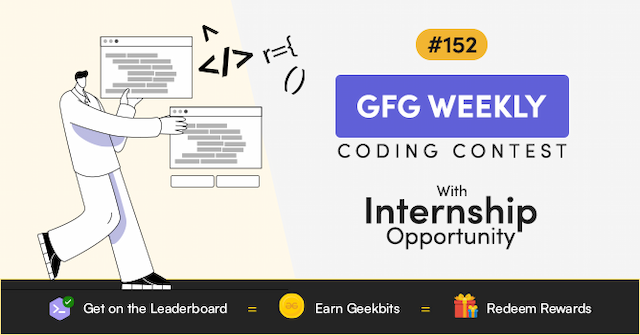 #152
GFG WEEKLY
CODING CONTEST
With
Internship
Opportunity
</> r={
()
Get on the Leaderboard = Earn Geekbits = Redeem Rewards